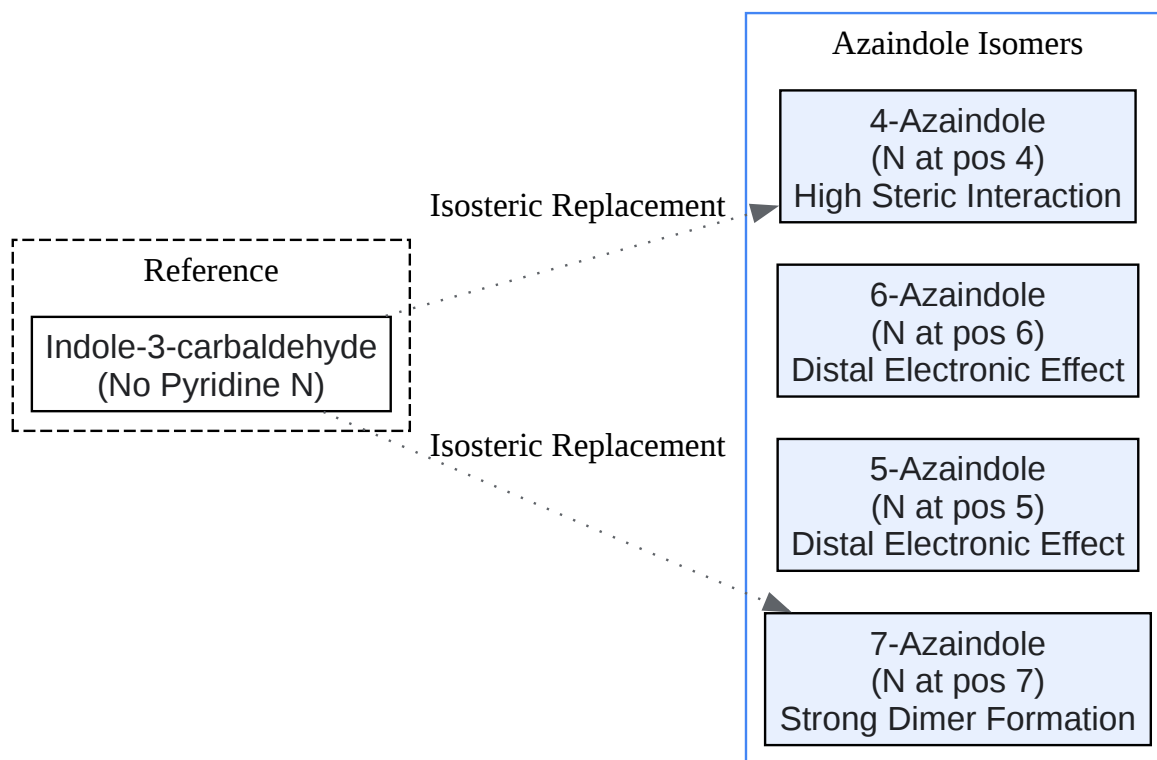 Azaindole Isomers
4-Azaindole
(N at pos 4)
High Steric Interaction
Isosteric Replacement
Reference
Indole-3-carbaldehyde
(No Pyridine N)
6-Azaindole
(N at pos 6)
Distal Electronic Effect
Isosteric Replacement
5-Azaindole
(N at pos 5)
Distal Electronic Effect
7-Azaindole
(N at pos 7)
Strong Dimer Formation